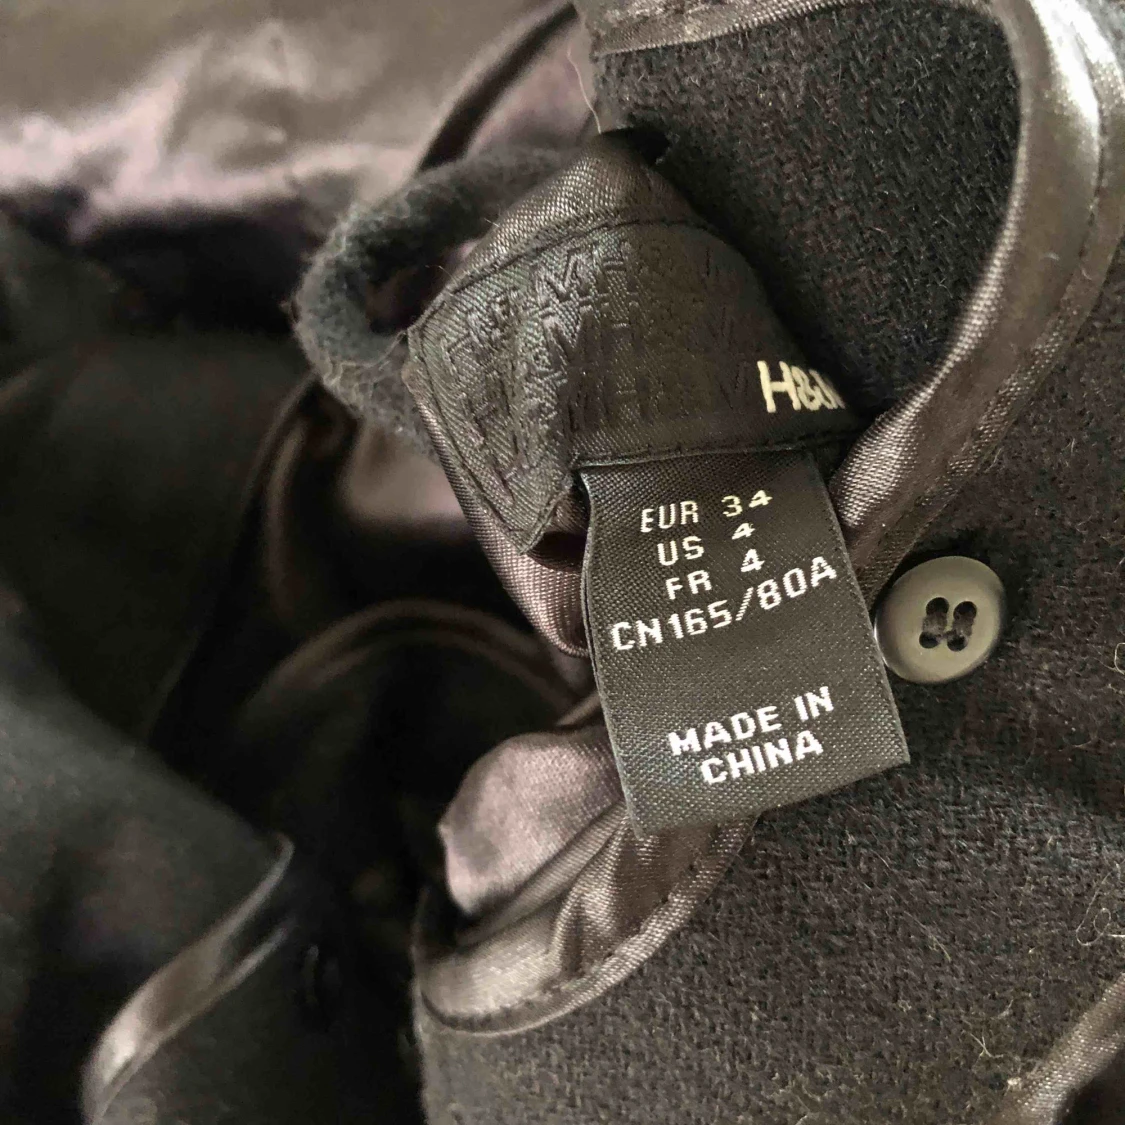 H&M
EUR 34
US 4
FR 4
CN165/80A
MADE IN
CHINA